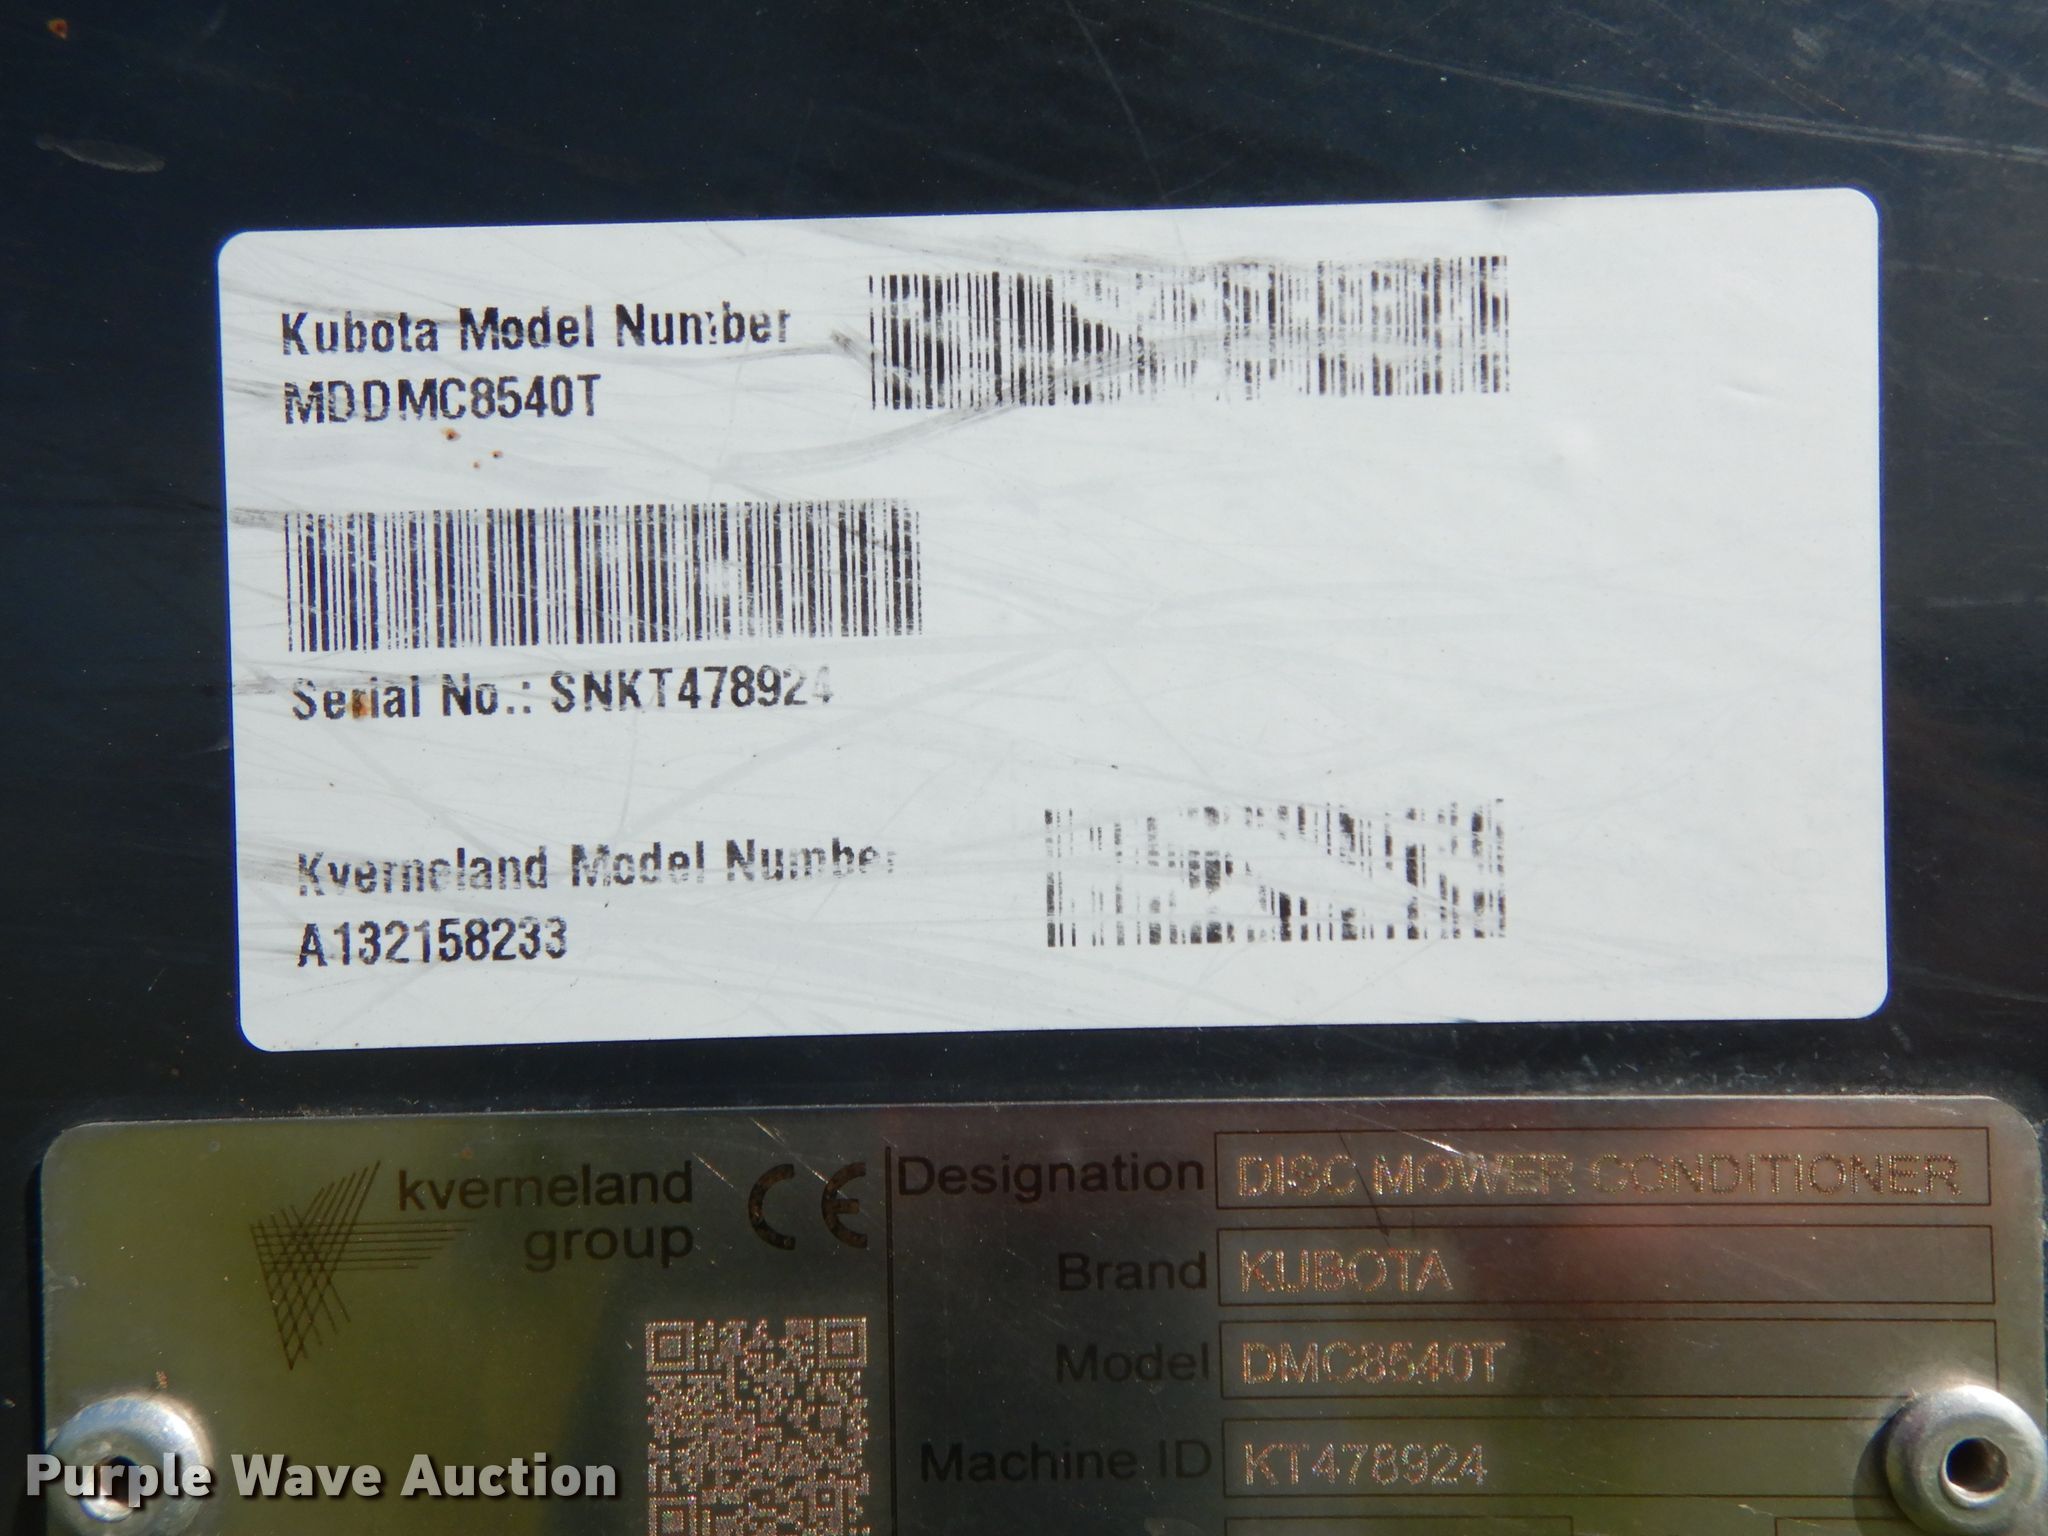 Kubota Model Number
MDDMC8540T
Serial No.: SNKT478924
Kverneland Model Number
A132158233
kverneland
group
CE
Designation DISC MOWER CONDITIONER
Brand KUBOTA
Model DMC8540T
Machine ID KT478924
Purple Wave Auction